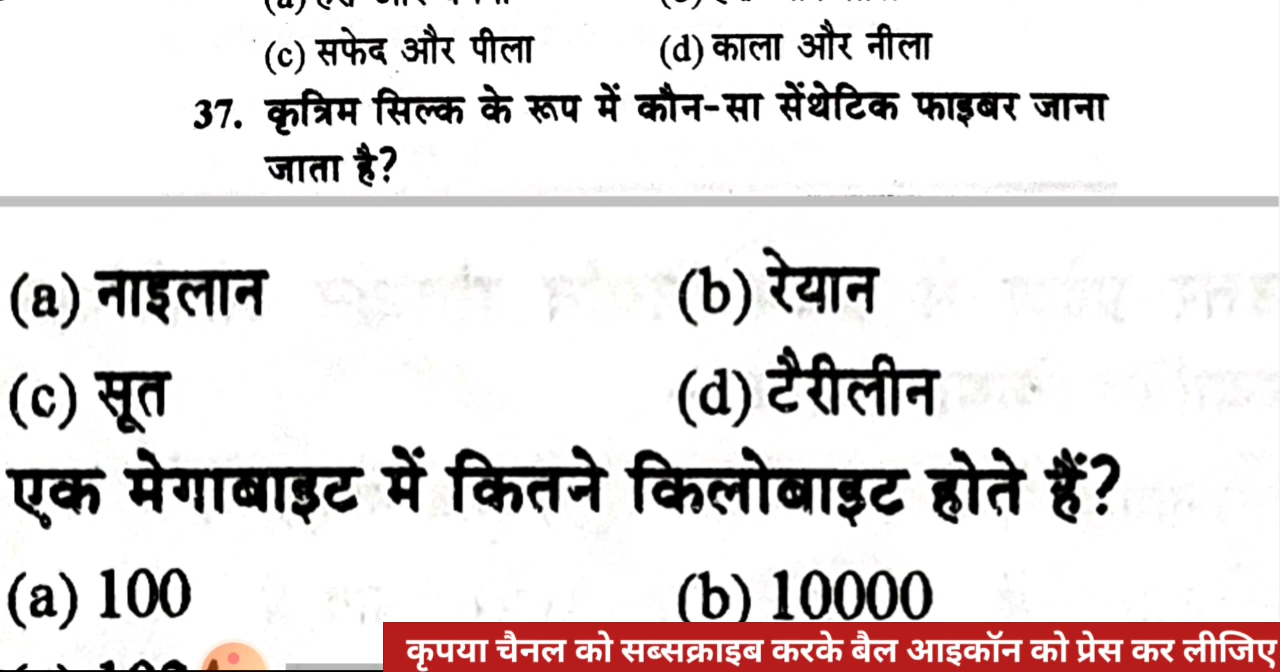 (c) सफेद और पीला (d) काला और नीला
37. कृत्रिम सिल्क के रूप में कौन-सा सेंथेटिक फाइबर जाना
जाता है?
(a) नाइलान (b) रेयान
(c) सूत (d) टैरीलीन
एक मेगाबाइट में कितने किलोबाइट होते हैं?
(a) 100 (b) 10000
कृपया चैनल को सब्सक्राइब करके बैल आइकॉन को प्रेस कर लीजिए